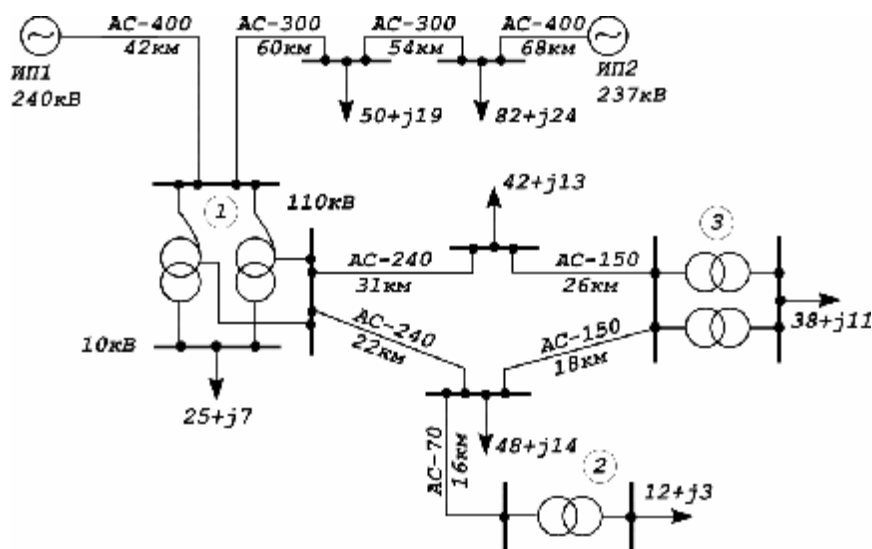 АС-400
42км
АС-300
60км
АС-300
54км
АС-400
68км
ИП1
240кВ
ИП2
237кВ
50+j19
82+j24
1
110кВ
42+j13
3
АС-240
31км
АС-150
26км
38+j11
10кВ
АС-240
22км
АС-150
18км
25+j7
АС-70
16км
48+j14
2
12+j3